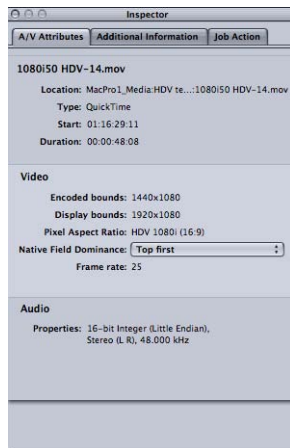 Inspector
A/V Attributes Additional Information Job Action
1080i50 HDV-14.mov
Location: MacPro1_Media:HDV te...:1080i50 HDV-14.mov
Type: QuickTime
Start: 01:16:29:11
Duration: 00:00:48:08
Video
Encoded bounds: 1440x1080
Display bounds: 1920x1080
Pixel Aspect Ratio: HDV 1080i (16:9)
Native Field Dominance: Top first
Frame rate: 25
Audio
Properties: 16-bit Integer (Little Endian),
Stereo (L R), 48.000 kHz